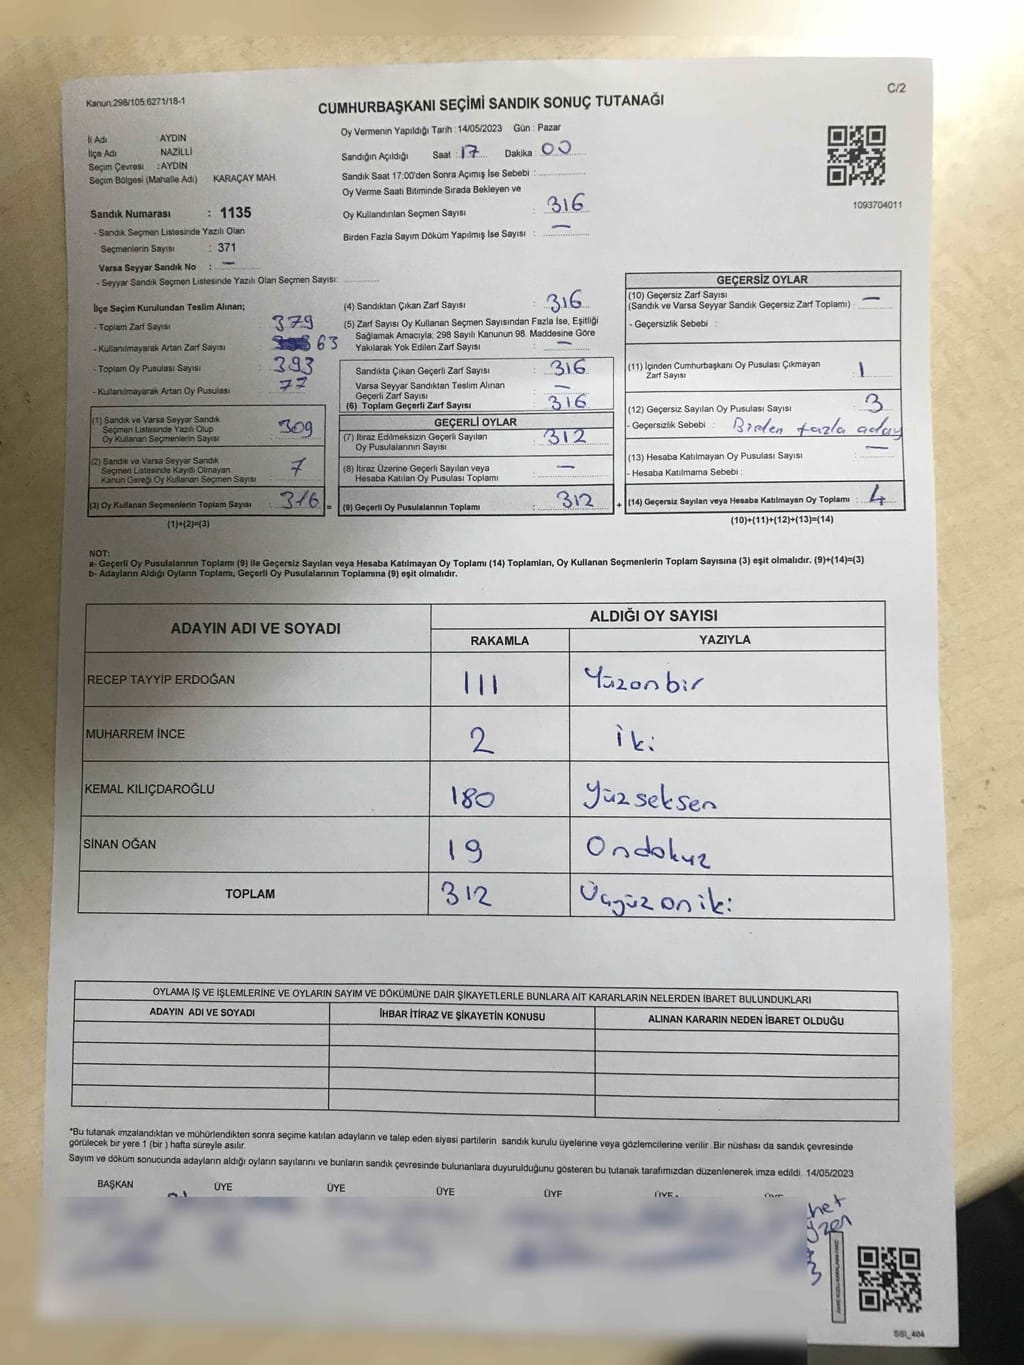 Kanun:298/105;6271/18-1
C/2
CUMHURBAŞKANI SEÇİMİ SANDIK SONUÇ TUTANAĞI
Oy Vermenin Yapıldığı Tarih :14/05/2023 Gün : Pazar
İl Adı : AYDIN
İlçe Adı : NAZİLLİ
Seçim Çevresi : AYDIN
Seçim Bölgesi (Mahalle Adı) KARAÇAY MAH.
Sandık Numarası : 1135
- Sandık Seçmen Listesinde Yazılı Olan
Seçmenlerin Sayısı : 371
Varsa Seyyar Sandık No : —
- Seyyar Sandık Seçmen Listesinde Yazılı Olan Seçmen Sayısı:
Sandığın Açıldığı Saat : 17 Dakika : 00
Sandık Saat 17:00'den Sonra Açımış İse Sebebi :
Oy Verme Saati Bitiminde Sırada Bekleyen ve
Oy Kullandırılan Seçmen Sayısı : 316
Birden Fazla Sayım Döküm Yapılmış İse Sayısı : —
1093704011
İlçe Seçim Kurulundan Teslim Alınan;
- Toplam Zarf Sayısı : 379
- Kullanılmayarak Artan Zarf Sayısı : 63
- Toplam Oy Pusulası Sayısı : 393
- Kullanılmayarak Artan Oy Pusulası : 77
(1) Sandık ve Varsa Seyyar Sandık
Seçmen Listesinde Yazılı Olup
Oy Kullanan Seçmenlerin Sayısı : 309
(2) Sandık ve Varsa Seyyar Sandık
Seçmen Listesinde Kayıtlı Olmayan
Kanun Gereği Oy Kullanan Seçmen Sayısı : 7
(3) Oy Kullanan Seçmenlerin Toplam Sayısı : 316 =
(1)+(2)=(3)
(4) Sandıktan Çıkan Zarf Sayısı : 316
(5) Zarf Sayısı Oy Kullanan Seçmen Sayısından Fazla İse, Eşitliği
Sağlamak Amacıyla, 298 Sayılı Kanunun 98. Maddesine Göre
Yakılarak Yok Edilen Zarf Sayısı : —
Sandıkta Çıkan Geçerli Zarf Sayısı : 316
Varsa Seyyar Sandıktan Teslim Alınan
Geçerli Zarf Sayısı : —
(6) Toplam Geçerli Zarf Sayısı : 316
GEÇERLİ OYLAR
(7) İtiraz Edilmeksizin Geçerli Sayılan
Oy Pusulasının Sayısı : 312
(8) İtiraz Üzerine Geçerli Sayılan veya
Hesaba Katılan Oy Pusulası Toplamı : —
(9) Geçerli Oy Pusulalarının Toplamı : 312 +
GEÇERSİZ OYLAR
(10) Geçersiz Zarf Sayısı
(Sandık ve Varsa Seyyar Sandık Geçersiz Zarf Toplamı) : —
- Geçersizlik Sebebi :
(11) İçinden Cumhurbaşkanı Oy Pusulası Çıkmayan
Zarf Sayısı : 1
(12) Geçersiz Sayılan Oy Pusulası Sayısı : 3
- Geçersizlik Sebebi : Birden fazla aday
(13) Hesaba Katılmayan Oy Pusulası Sayısı : —
- Hesaba Katılmama Sebebi :
(14) Geçersiz Sayılan veya Hesaba Katılmayan Oy Toplamı : 4
(10)+(11)+(12)+(13)=(14)
NOT:
a- Geçerli Oy Pusulalarının Toplamı (9) ile Geçersiz Sayılan veya Hesaba Katılmayan Oy Toplamı (14) Toplamları, Oy Kullanan Seçmenlerin Toplam Sayısına (3) eşit olmalıdır. (9)+(14)=(3)
b- Adayların Aldığı Oyların Toplamı, Geçerli Oy Pusulalarının Toplamına (9) eşit olmalıdır.
ADAYIN ADI VE SOYADI ALDIĞI OY SAYISI
RAKAMLA YAZIYLA
RECEP TAYYİP ERDOĞAN 111 Yüzonbir
MUHARREM İNCE 2 İki
KEMAL KILIÇDAROĞLU 180 Yüzseksen
SİNAN OĞAN 19 Ondokuz
TOPLAM 312 Üçyüzoniki
OYLAMA İŞ VE İŞLEMLERİNE VE OYLARIN SAYIM VE DÖKÜMÜNE DAİR ŞİKAYETLERLE BUNLARA AİT KARARLARIN NELERDEN İBARET BULUNDUKLARI
ADAYIN ADI VE SOYADI İHBAR İTİRAZ VE ŞİKAYETİN KONUSU ALINAN KARARIN NEDEN İBARET OLDUĞU
*Bu tutanak imzalandıktan ve mühürlendikten sonra seçime katılan adayların ve talep eden siyasi partilerin sandık kurulu üyelerine veya gözlemcilerine verilir. Bir nüshası da sandık çevresinde
görülecek bir yere 1 (bir) hafta süreyle asılır.
Sayım ve döküm sonucunda adayların aldığı oyların sayılarını ve bunların sandık çevresinde bulunanlara duyurulduğunu gösteren bu tutanak tarafımızdan düzenlenerek imza edildi. 14/05/2023
BAŞKAN ÜYE ÜYE ÜYE ÜYE ÜYE
SSI_404